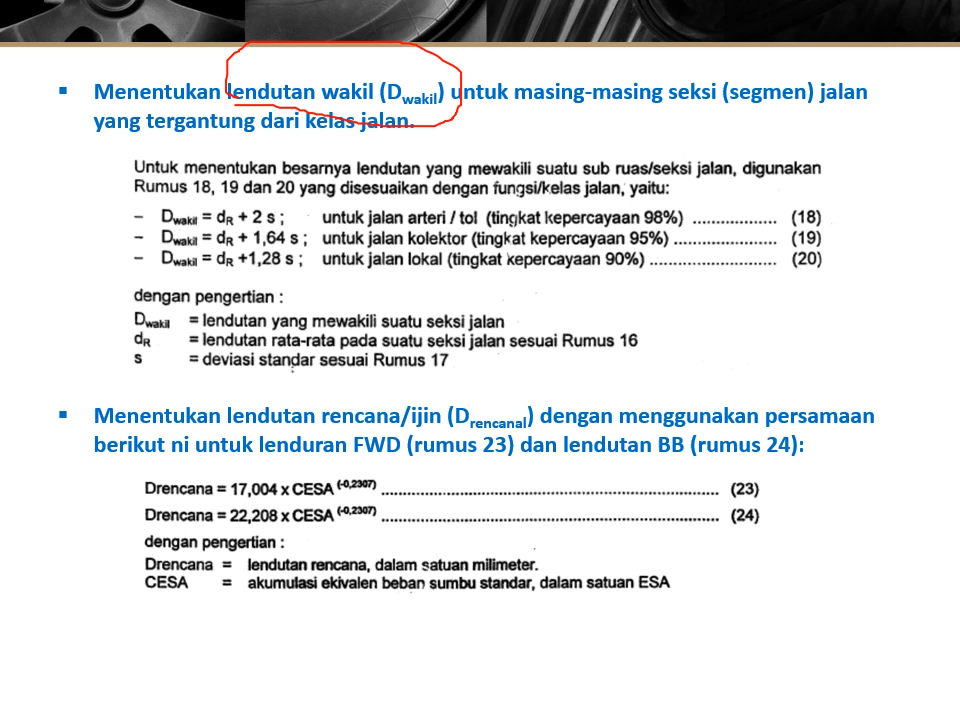 ▪ Menentukan lendutan wakil (Dwakil) untuk masing-masing seksi (segmen) jalan
yang tergantung dari kelas jalan.
Untuk menentukan besarnya lendutan yang mewakili suatu sub ruas/seksi jalan, digunakan
Rumus 18, 19 dan 20 yang disesuaikan dengan fungsi/kelas jalan, yaitu:
– Dwakil = dR + 2 s ; untuk jalan arteri / tol (tingkat kepercayaan 98%) .................. (18)
– Dwakil = dR + 1,64 s ; untuk jalan kolektor (tingkat kepercayaan 95%) ...................... (19)
– Dwakil = dR +1,28 s ; untuk jalan lokal (tingkat kepercayaan 90%) ........................... (20)
dengan pengertian :
Dwakil = lendutan yang mewakili suatu seksi jalan
dR = lendutan rata-rata pada suatu seksi jalan sesuai Rumus 16
s = deviasi standar sesuai Rumus 17
▪ Menentukan lendutan rencana/ijin (Drencanal) dengan menggunakan persamaan
berikut ni untuk lenduran FWD (rumus 23) dan lendutan BB (rumus 24):
Drencana = 17,004 x CESA (-0,2307) ........................................................................ (23)
Drencana = 22,208 x CESA (-0,2307) ........................................................................ (24)
dengan pengertian :
Drencana = lendutan rencana, dalam satuan milimeter.
CESA = akumulasi ekivalen beban sumbu standar, dalam satuan ESA